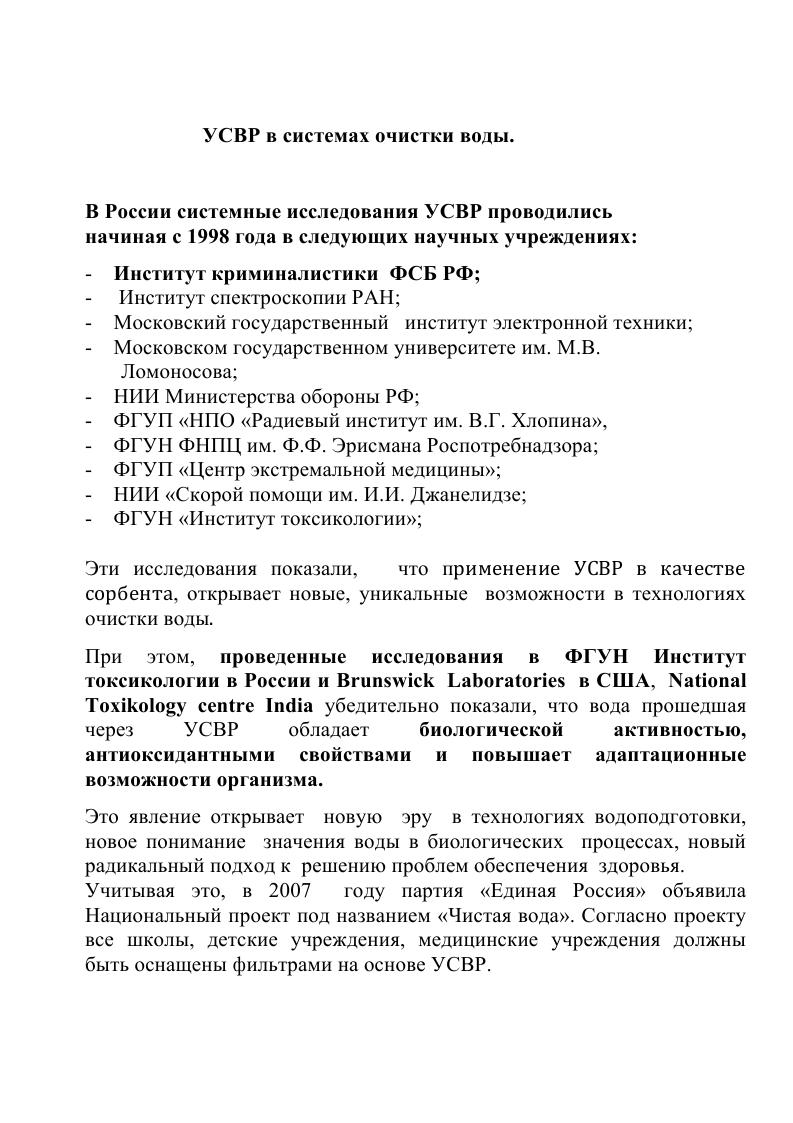 УСВР в системах очистки воды.
В России системные исследования УСВР проводились
начиная с 1998 года в следующих научных учреждениях:
- Институт криминалистики ФСБ РФ;
- Институт спектроскопии РАН;
- Московский государственный институт электронной техники;
- Московском государственном университете им. М.В.
Ломоносова;
- НИИ Министерства обороны РФ;
- ФГУП «НПО «Радиевый институт им. В.Г. Хлопина»,
- ФГУН ФНПЦ им. Ф.Ф. Эрисмана Роспотребнадзора;
- ФГУП «Центр экстремальной медицины»;
- НИИ «Скорой помощи им. И.И. Джанелидзе;
- ФГУН «Институт токсикологии»;
Эти исследования показали, что применение УСВР в качестве
сорбента, открывает новые, уникальные возможности в технологиях
очистки воды.
При этом, проведенные исследования в ФГУН Институт
токсикологии в России и Brunswick Laboratories в США, National
Toxikology centre India убедительно показали, что вода прошедшая
через УСВР обладает биологической активностью,
антиоксидантными свойствами и повышает адаптационные
возможности организма.
Это явление открывает новую эру в технологиях водоподготовки,
новое понимание значения воды в биологических процессах, новый
радикальный подход к решению проблем обеспечения здоровья.
Учитывая это, в 2007 году партия «Единая Россия» объявила
Национальный проект под названием «Чистая вода». Согласно проекту
все школы, детские учреждения, медицинские учреждения должны
быть оснащены фильтрами на основе УСВР.